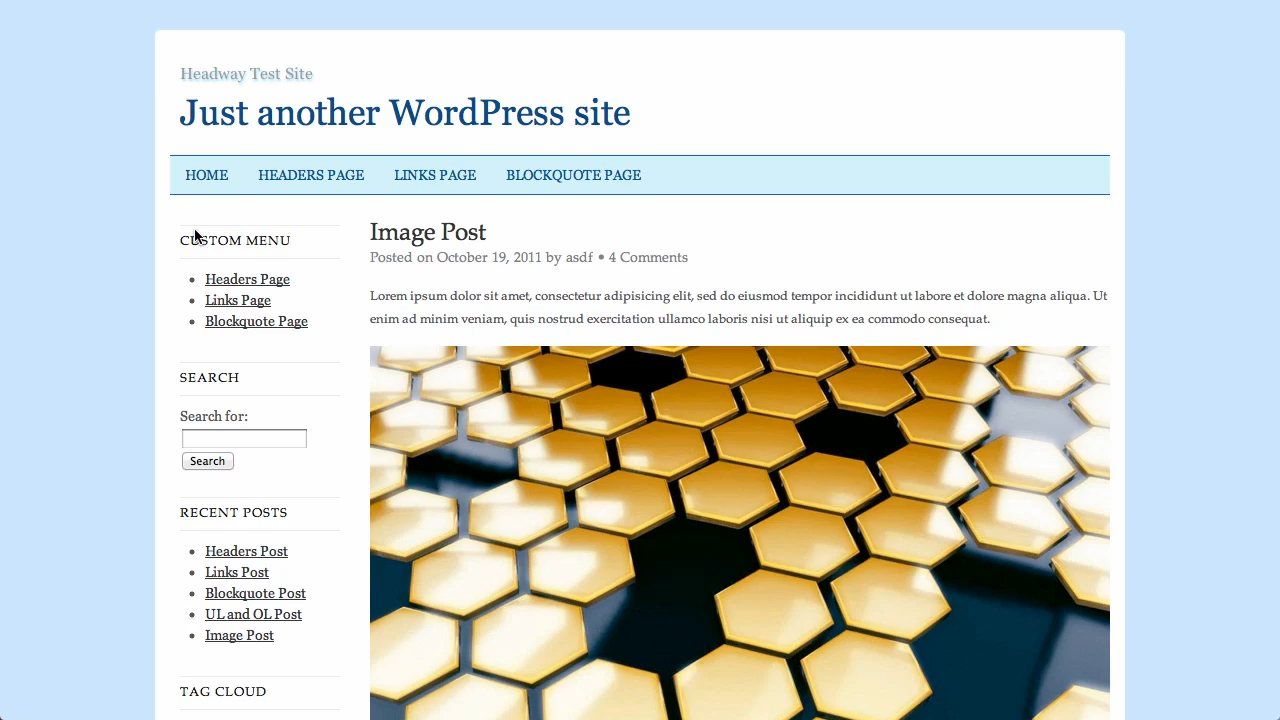 Headway Test Site
Just another WordPress site
HOME HEADERS PAGE LINKS PAGE BLOCKQUOTE PAGE
CUSTOM MENU
Headers Page
Links Page
Blockquote Page
SEARCH
Search for:
Search
RECENT POSTS
Headers Post
Links Post
Blockquote Post
UL and OL Post
Image Post
TAG CLOUD
Image Post
Posted on October 19, 2011 by asdf • 4 Comments
Lorem ipsum dolor sit amet, consectetur adipisicing elit, sed do eiusmod tempor incididunt ut labore et dolore magna aliqua. Ut
enim ad minim veniam, quis nostrud exercitation ullamco laboris nisi ut aliquip ex ea commodo consequat.